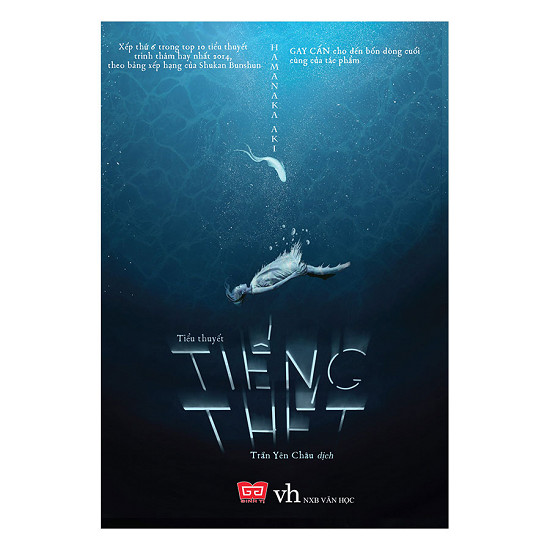 Xếp thứ 6 trong top 10 tiểu thuyết
trinh thám hay nhất 2014,
theo bảng xếp hạng của Shukan Bunshun
HAMANAKA AKI
GAY CẤN cho đến bốn dòng cuối
cùng của tác phẩm
Tiểu thuyết
TIẾNG
THÉT
Trần Yên Châu dịch
ĐINH TỊ
vh NXB VĂN HỌC